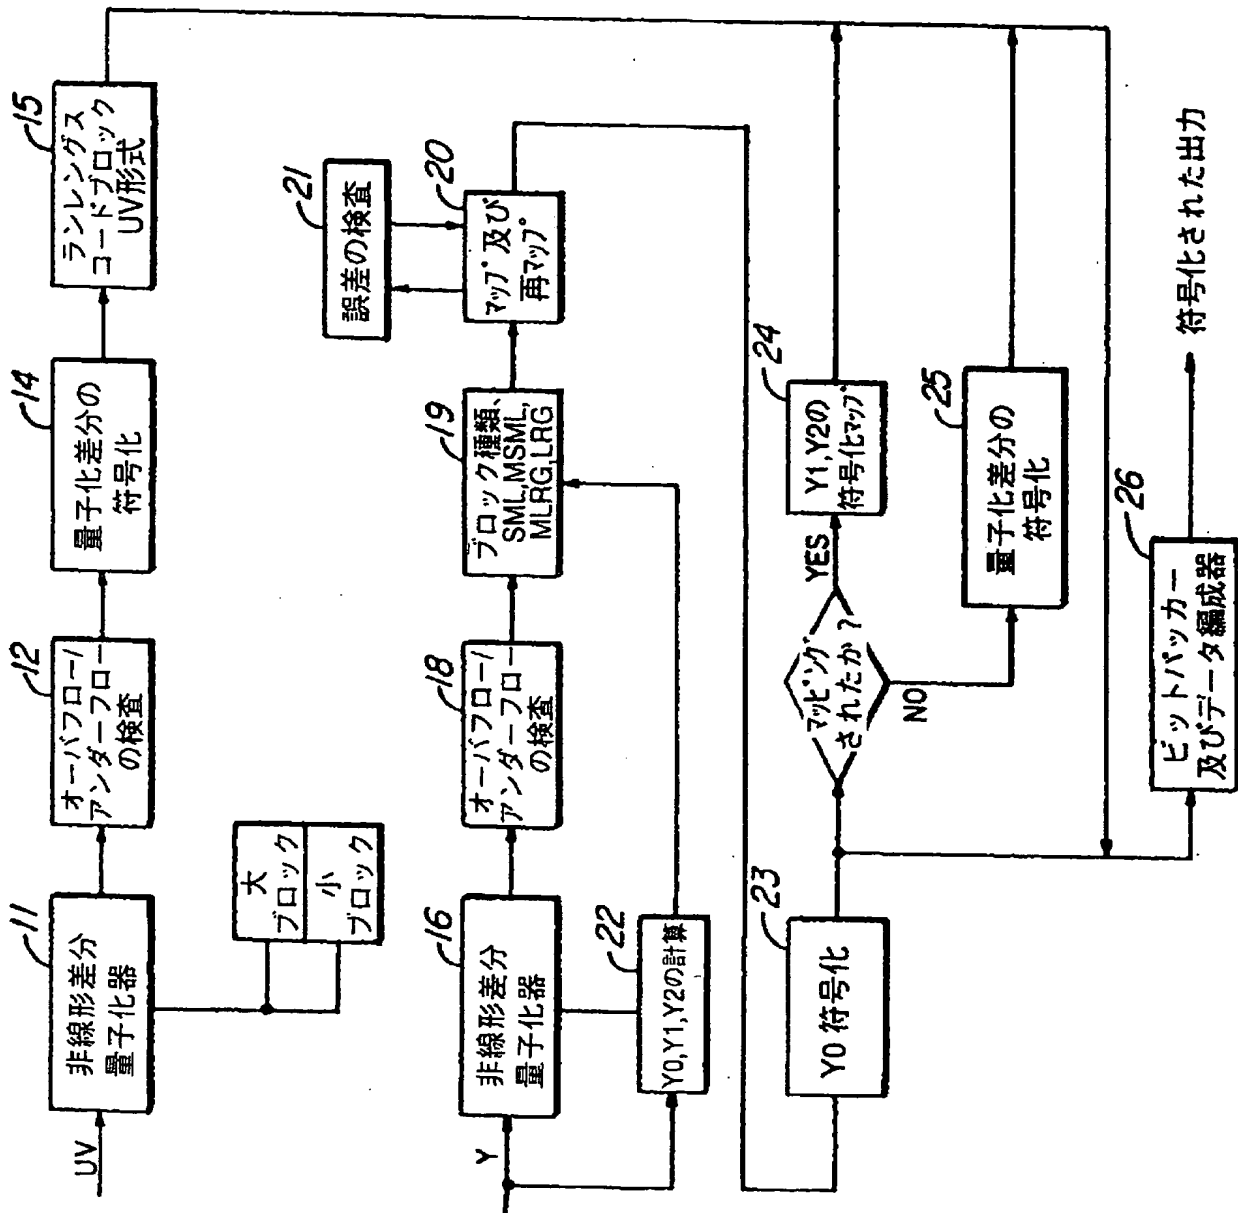 UV
11
非線形差分
量子化器
大
ブロック
小
ブロック
12
オーバフロー/
アンダーフロー
の検査
14
量子化差分の
符号化
15
ランレングス
コードブロック
UV形式
Y
16
非線形差分
量子化器
22
Y0,Y1,Y2の計算
18
オーバフロー/
アンダーフロー
の検査
19
ブロック種類、
SML,MSML,
MLRG,LRG
20
マップ及び
再マップ
21
誤差の検査
23
Y0符号化
マッピング
されたか?
YES
NO
24
Y1,Y2の
符号化マップ
25
量子化差分の
符号化
26
ビットパッカー
及びデータ編成器
符号化された出力